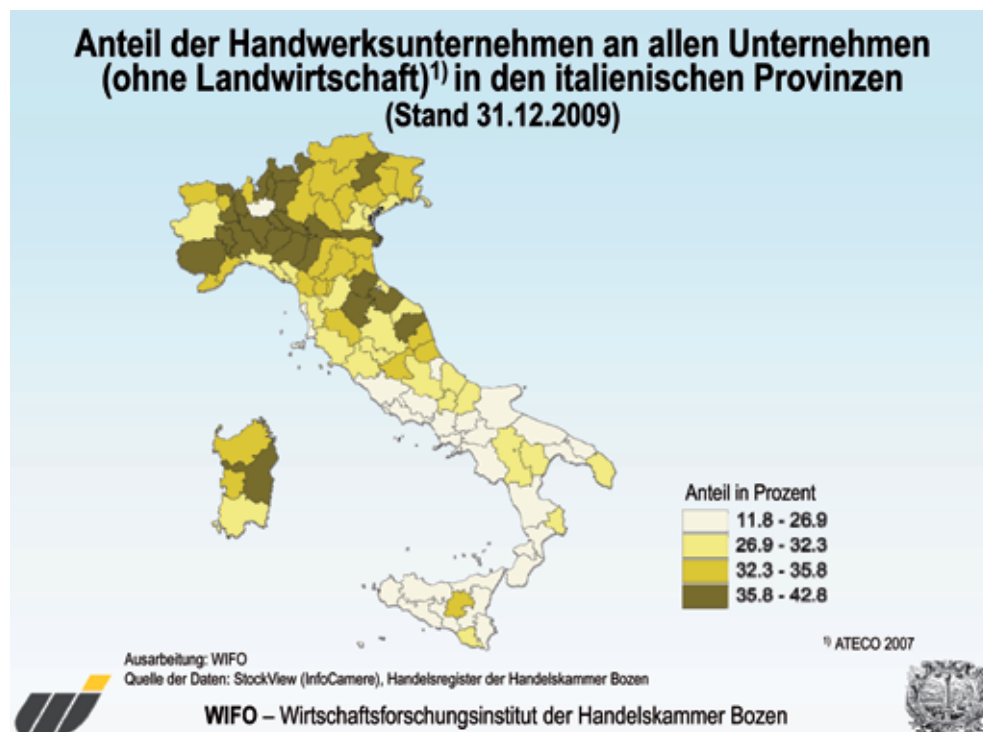 Anteil der Handwerksunternehmen an allen Unternehmen
(ohne Landwirtschaft)1) in den italienischen Provinzen
(Stand 31.12.2009)
Anteil in Prozent
11.8 - 26.9
26.9 - 32.3
32.3 - 35.8
35.8 - 42.8
1) ATECO 2007
Ausarbeitung: WIFO
Quelle der Daten: StockView (InfoCamere), Handelsregister der Handelskammer Bozen
WIFO – Wirtschaftsforschungsinstitut der Handelskammer Bozen